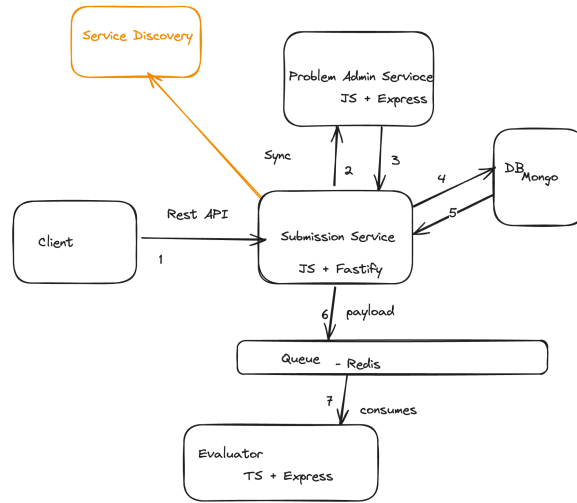 Service Discovery
Problem Admin Servioce
JS + Express
Sync
2
3
4
DB
Mongo
5
Rest API
Client
1
Submission Service
JS + Fastify
6
payload
Queue
- Redis
7
consumes
Evaluator
TS + Express